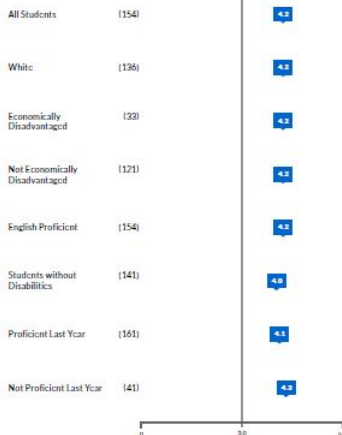 All Students (154) 4.2
White (136) 4.2
Economically
Disadvantaged (33) 4.2
Not Economically
Disadvantaged (121) 4.2
English Proficient (154) 4.2
Students without
Disabilities (141) 4.0
Proficient Last Year (161) 4.1
Not Proficient Last Year (41) 4.3